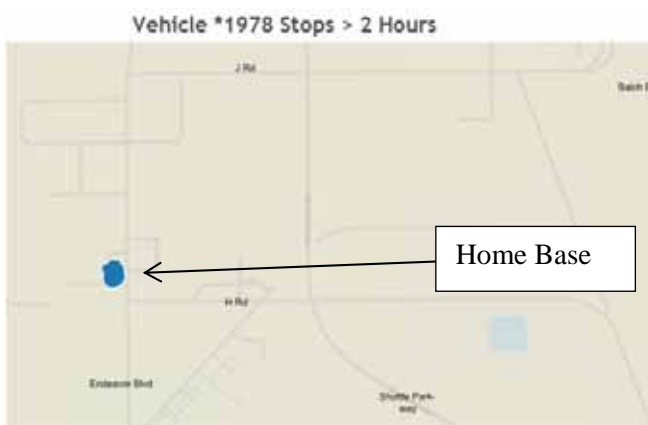 Vehicle *1978 Stops > 2 Hours
J Rd
Home Base
H Rd
Endeavor Blvd
Shuttle Park-
way